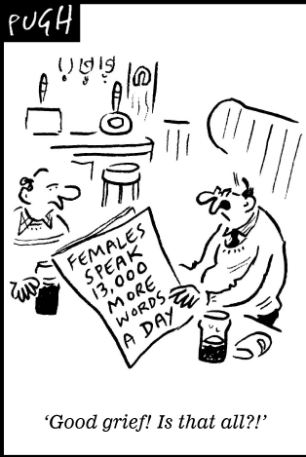 PUGH
FEMALES
SPEAK
13,000
MORE
WORDS
A DAY
'Good grief! Is that all?!'